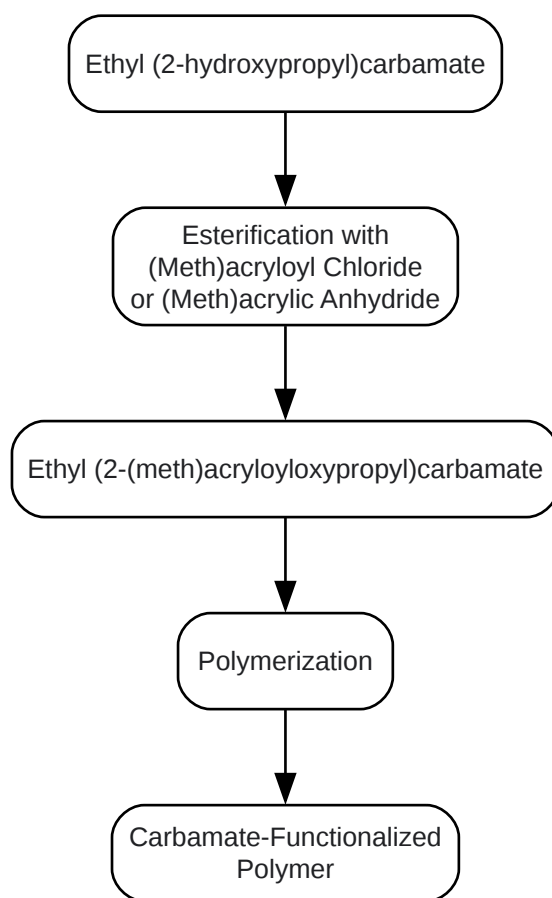 Ethyl (2-hydroxypropyl)carbamate
Esterification with
(Meth)acryloyl Chloride
or (Meth)acrylic Anhydride
Ethyl (2-(meth)acryloyloxypropyl)carbamate
Polymerization
Carbamate-Functionalized
Polymer